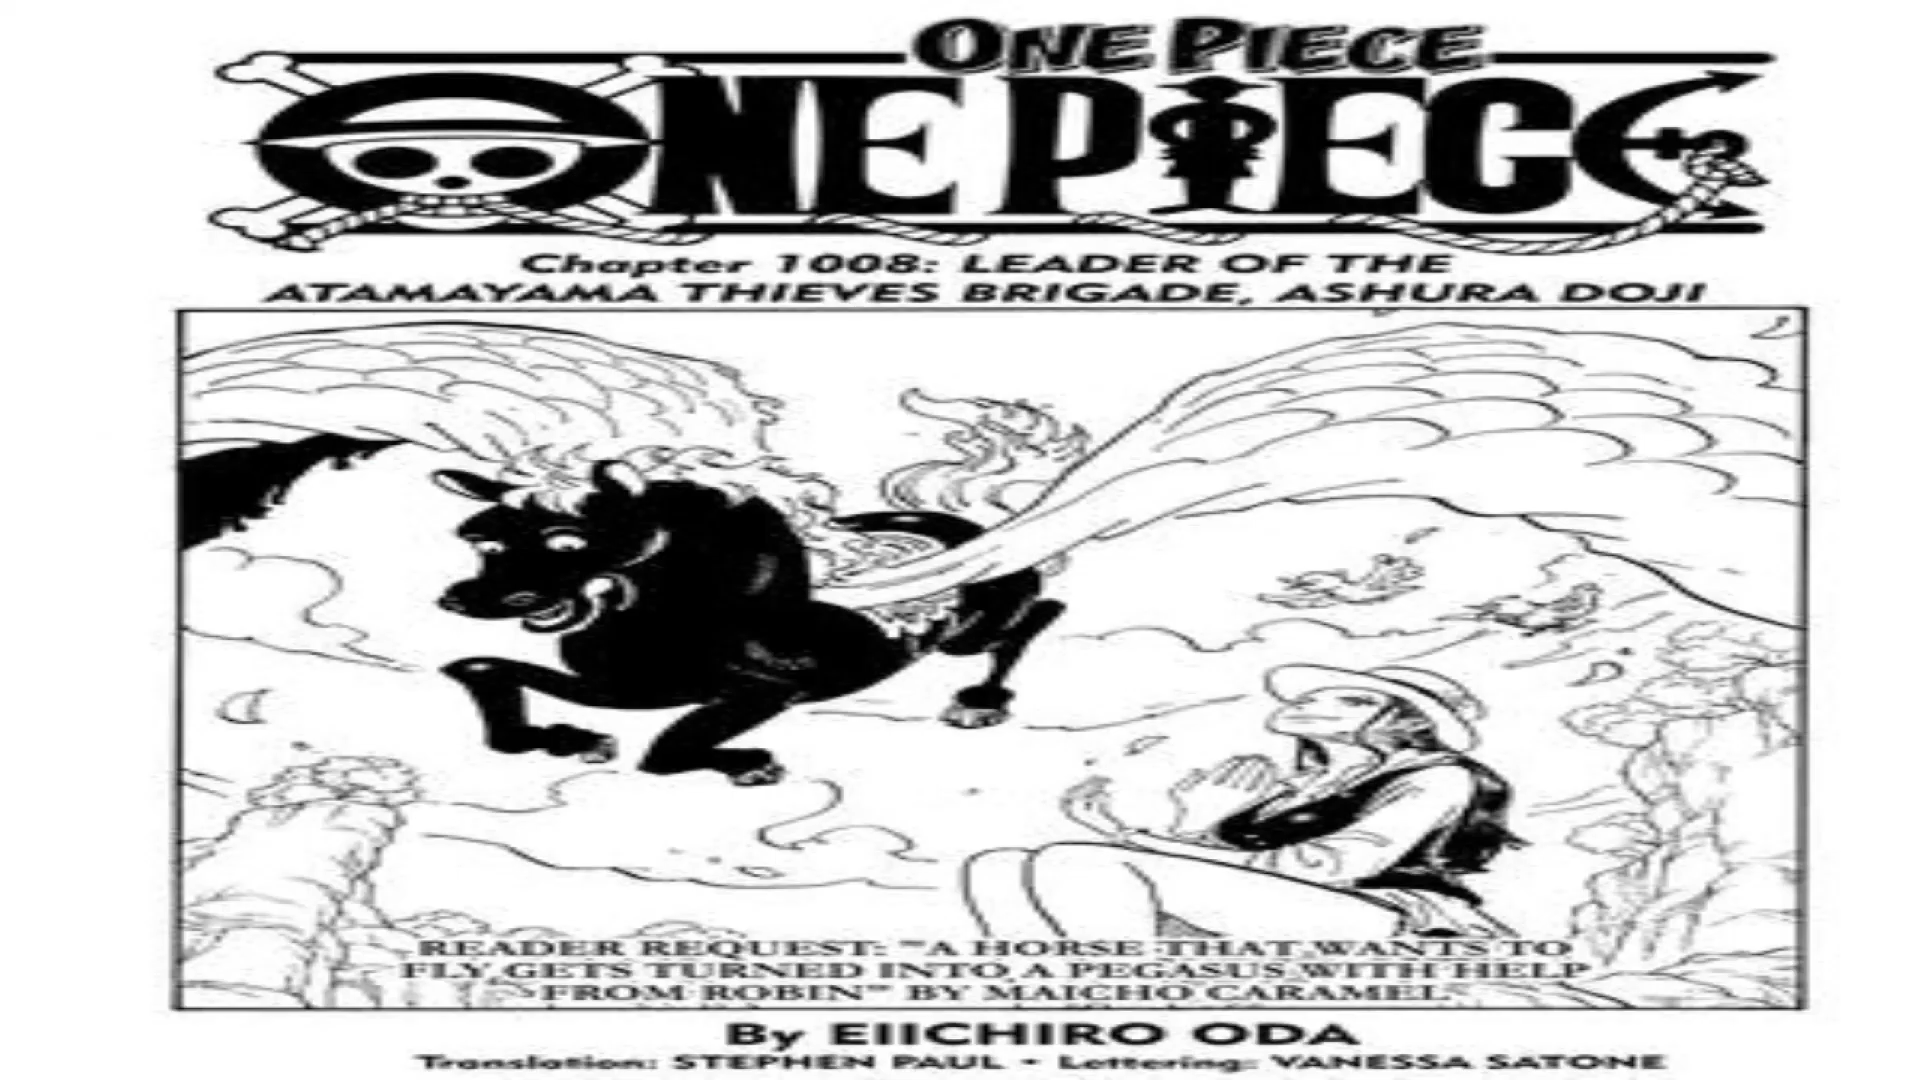 ONE PIECE
ONE PIECE
Chapter 1008: LEADER OF THE
ATAMAYAMA THIEVES BRIGADE, ASHURA DOJI
READER REQUEST: "A HORSE THAT WANTS TO
FLY GETS TURNED INTO A PEGASUS WITH HELP
FROM ROBIN" BY MAICHO CARAMEL
By EIICHIRO ODA
Translation: STEPHEN PAUL • Lettering: VANESSA SATONE